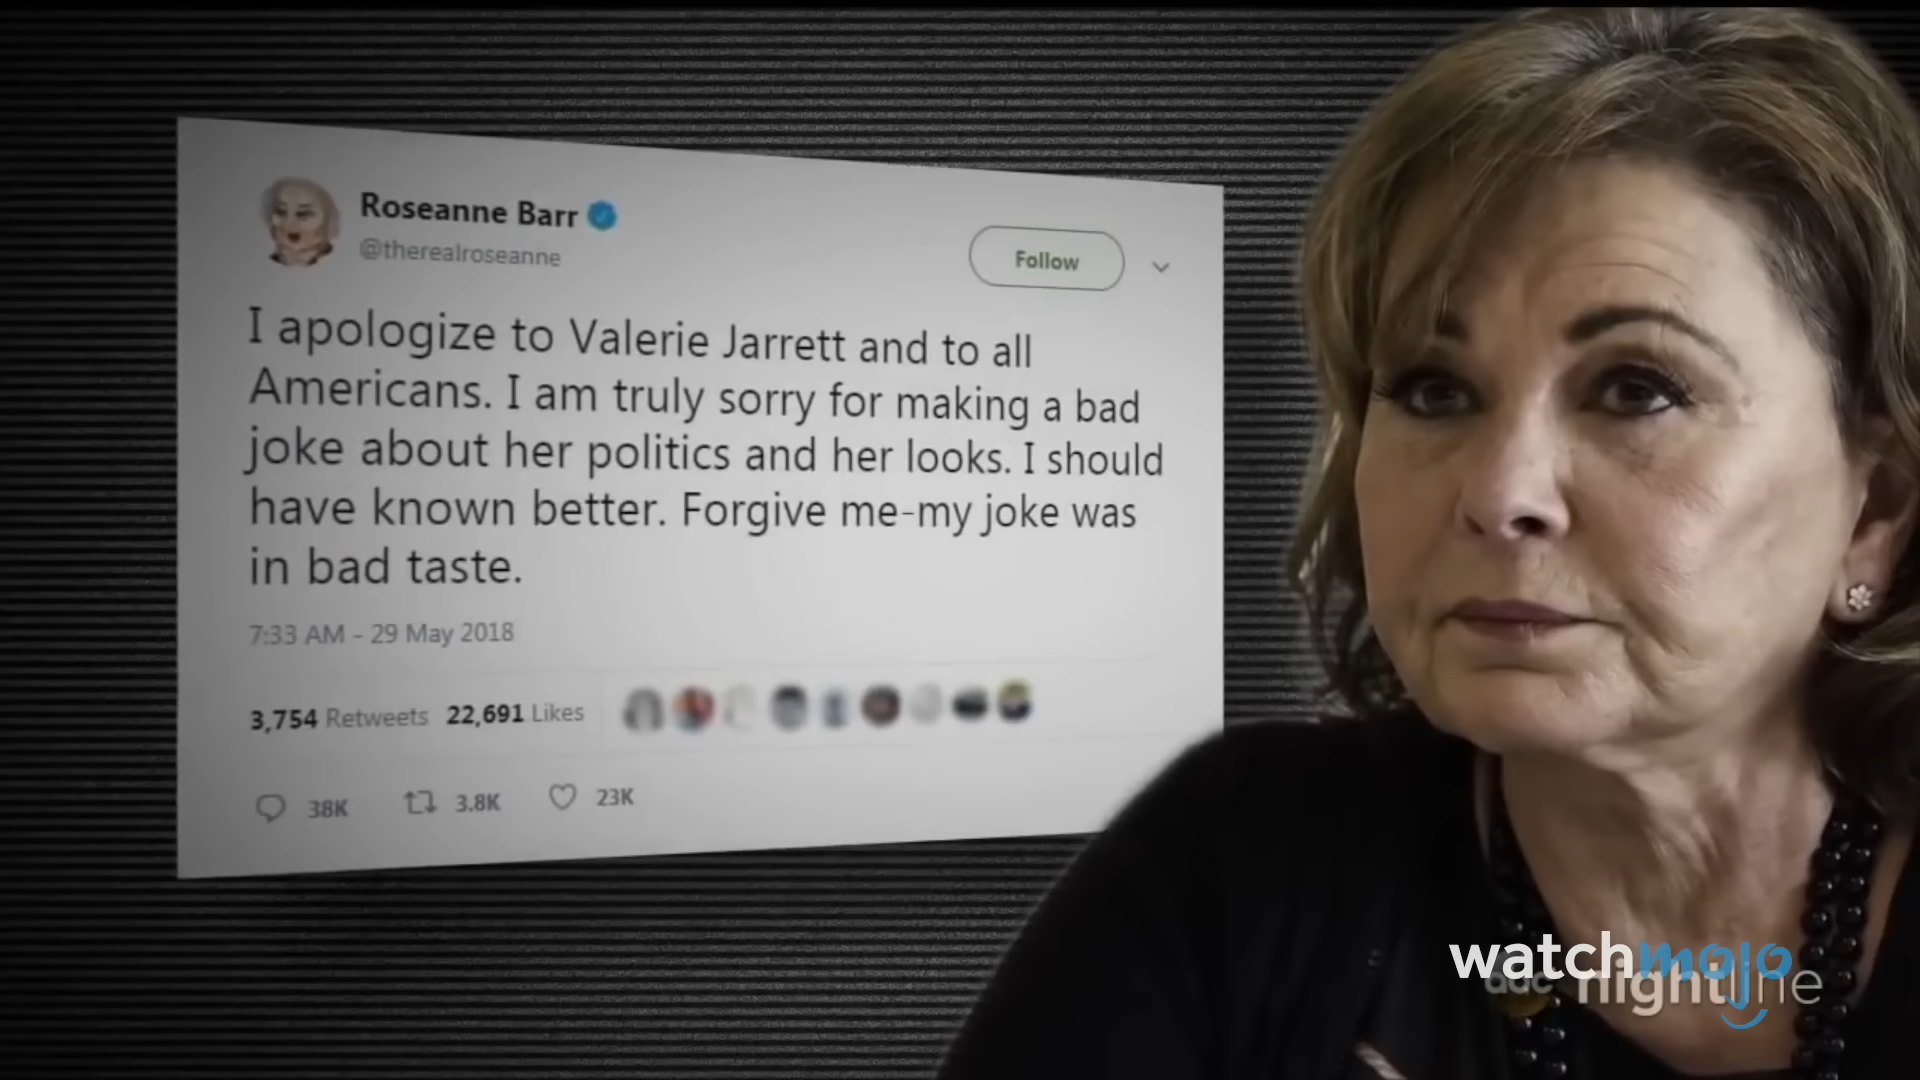 Roseanne Barr
@therealroseanne
Follow
I apologize to Valerie Jarrett and to all
Americans. I am truly sorry for making a bad
joke about her politics and her looks. I should
have known better. Forgive me-my joke was
in bad taste.
7:33 AM - 29 May 2018
3,754 Retweets 22,691 Likes
38K 3.8K 23K
watchmojo
abc nightline